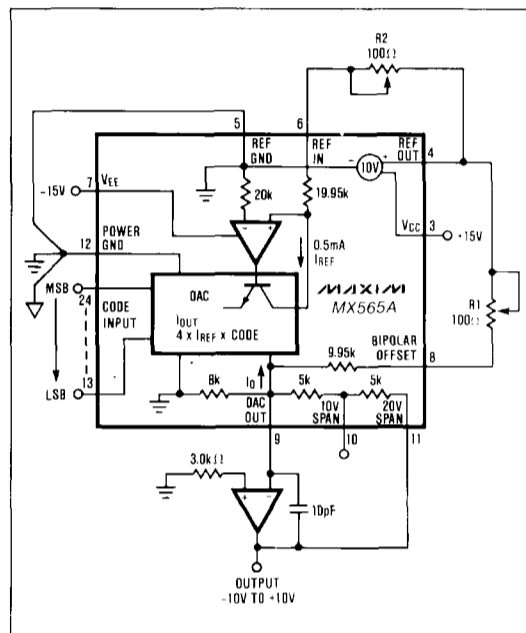 R2
100Ω
5
6
REF
GND
REF
IN
REF
OUT
4
- 10V +
-15V
7
VEE
20k
19.95k
VCC
3
+15V
12
POWER
GND
- +
0.5mA
IREF
MSB
24
CODE
INPUT
DAC
MAXIM
MX565A
IOUT
4 x IREF x CODE
R1
100Ω
BIPOLAR
OFFSET
8
13
LSB
9.95k
8k
IO
DAC
OUT
5k
10V
SPAN
5k
20V
SPAN
9
10
11
3.0kΩ
+ -
10pF
OUTPUT
-10V TO +10V